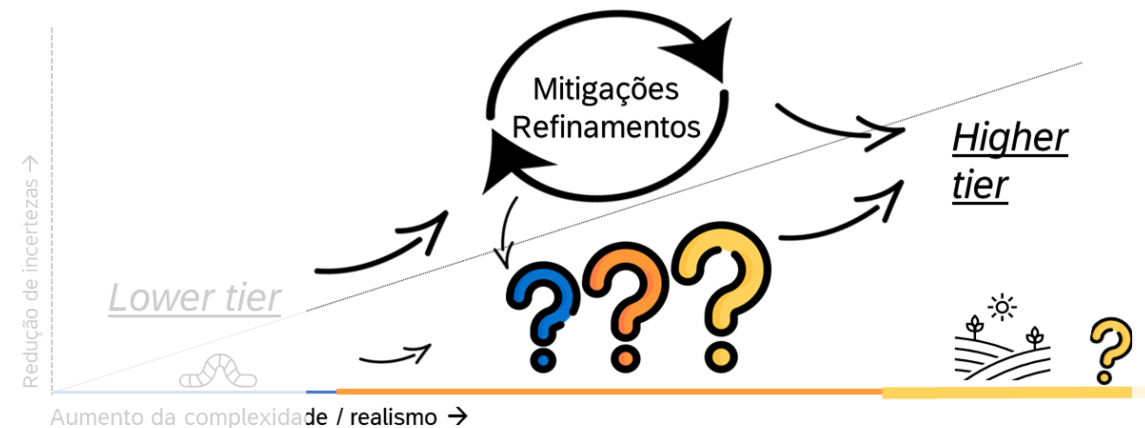 Mitigações
Refinamentos
Higher
tier
Lower tier
Redução de incertezas →
Aumento da complexidade / realismo →